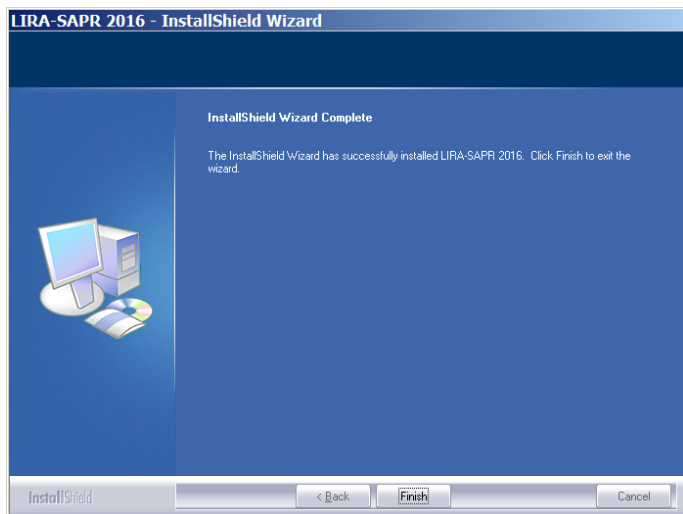 LIRA-SAPR 2016 - InstallShield Wizard
InstallShield Wizard Complete
The InstallShield Wizard has successfully installed LIRA-SAPR 2016. Click Finish to exit the
wizard.
InstallShield
< Back
Finish
Cancel